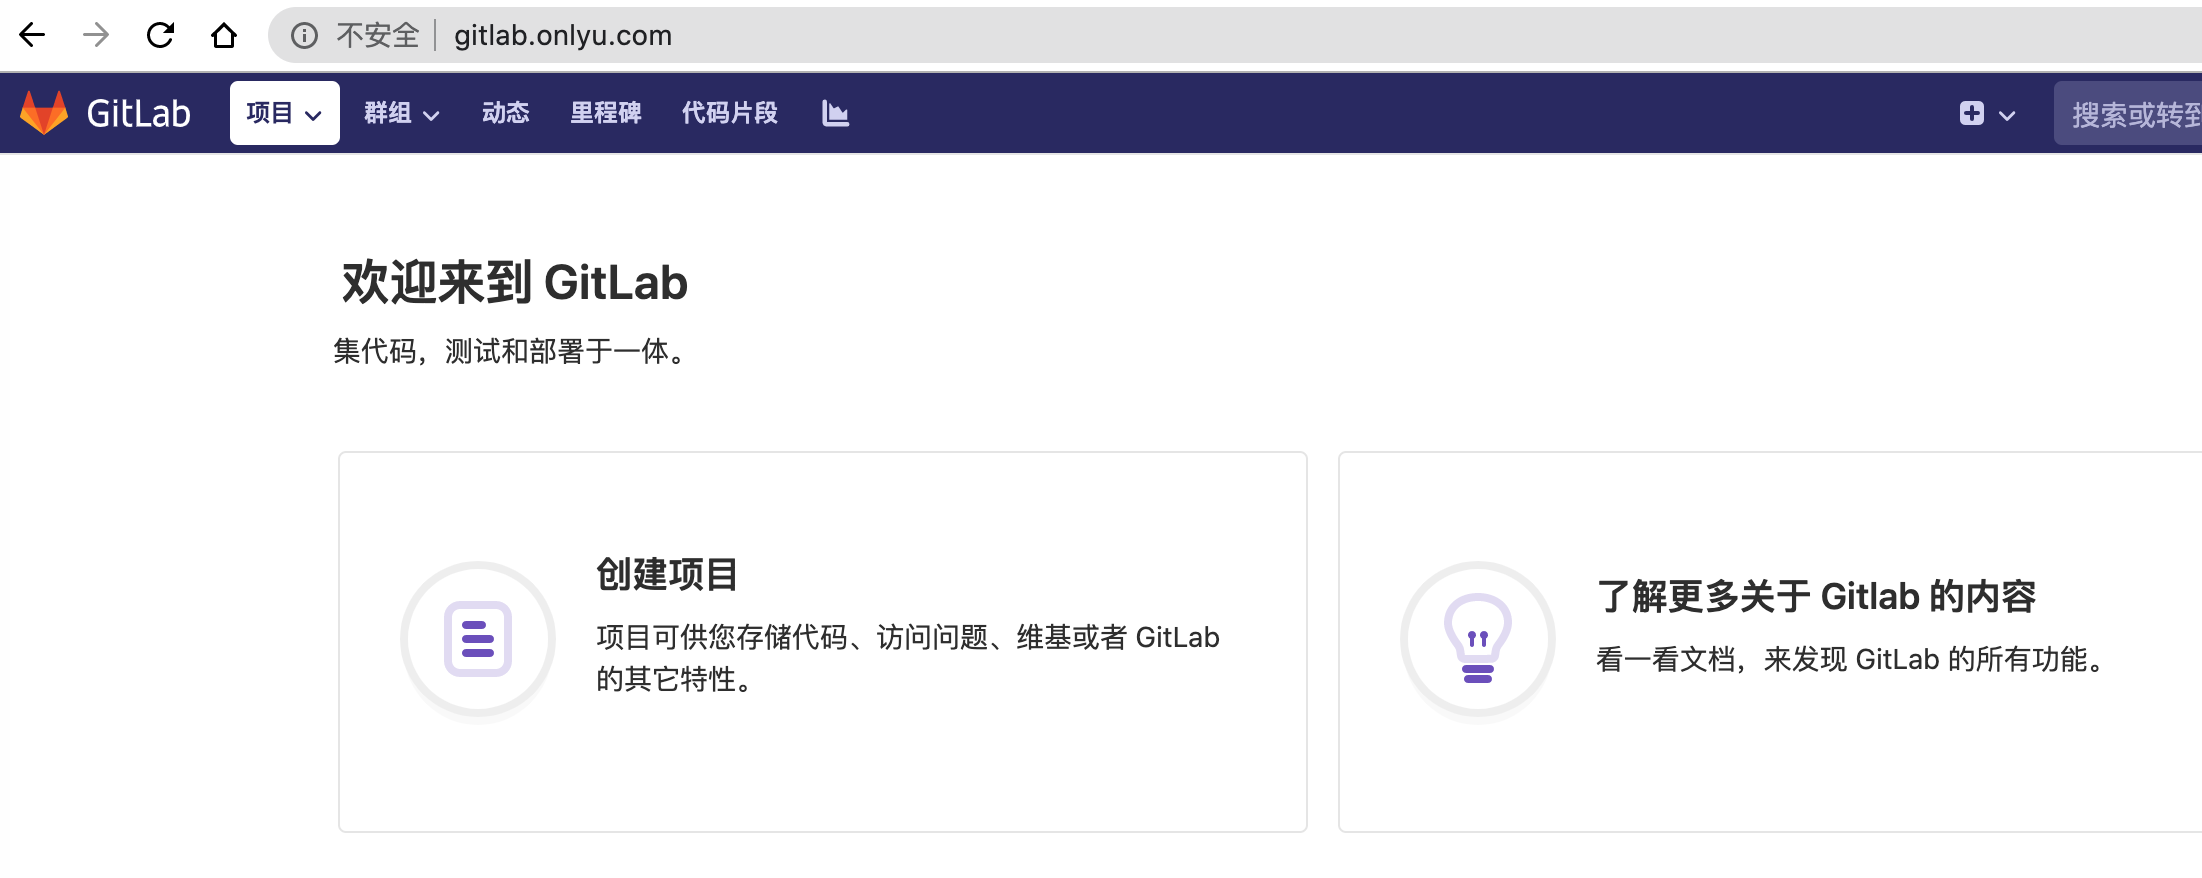 不安全 gitlab.onlyu.com
GitLab 项目 群组 动态 里程碑 代码片段 搜索或转到
欢迎来到 GitLab
集代码，测试和部署于一体。
创建项目
项目可供您存储代码、访问问题、维基或者 GitLab
的其它特性。
了解更多关于 Gitlab 的内容
看一看文档，来发现 GitLab 的所有功能。